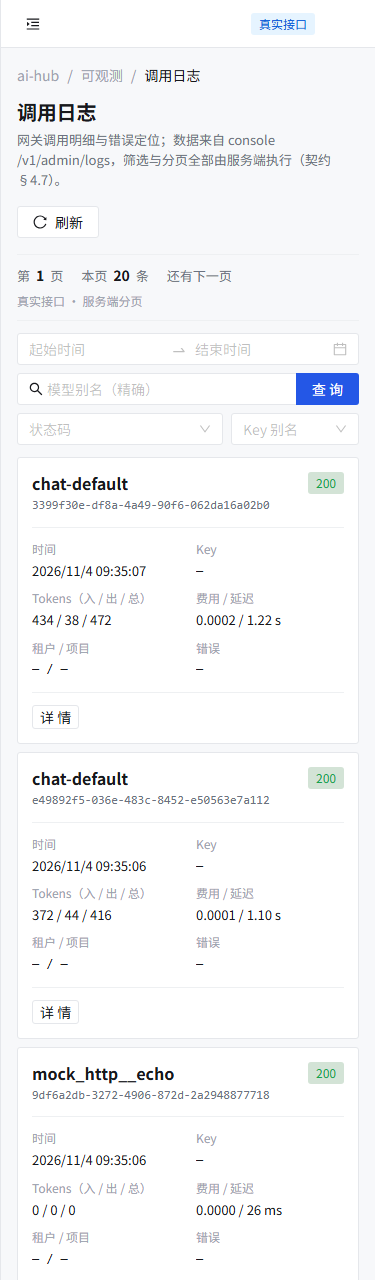 真实接口
ai-hub / 可观测 / 调用日志
调用日志
网关调用明细与错误定位；数据来自 console
/v1/admin/logs，筛选与分页全部由服务端执行（契约
§4.7）。
刷新
第 1 页 本页 20 条 还有下一页
真实接口 • 服务端分页
起始时间 结束时间
模型别名（精确） 查 询
状态码 Key 别名
chat-default 200
3399f30e-df8a-4a49-90f6-062da16a02b0
时间 Key
2026/11/4 09:35:07 —
Tokens（入 / 出 / 总） 费用 / 延迟
434 / 38 / 472 0.0002 / 1.22 s
租户 / 项目 错误
— / — —
详 情
chat-default 200
e49892f5-036e-483c-8452-e50563e7a112
时间 Key
2026/11/4 09:35:06 —
Tokens（入 / 出 / 总） 费用 / 延迟
372 / 44 / 416 0.0001 / 1.10 s
租户 / 项目 错误
— / — —
详 情
mock_http__echo 200
9df6a2db-3272-4906-872d-2a2948877718
时间 Key
2026/11/4 09:35:06 —
Tokens（入 / 出 / 总） 费用 / 延迟
0 / 0 / 0 0.0000 / 26 ms
租户 / 项目 错误
— / — —